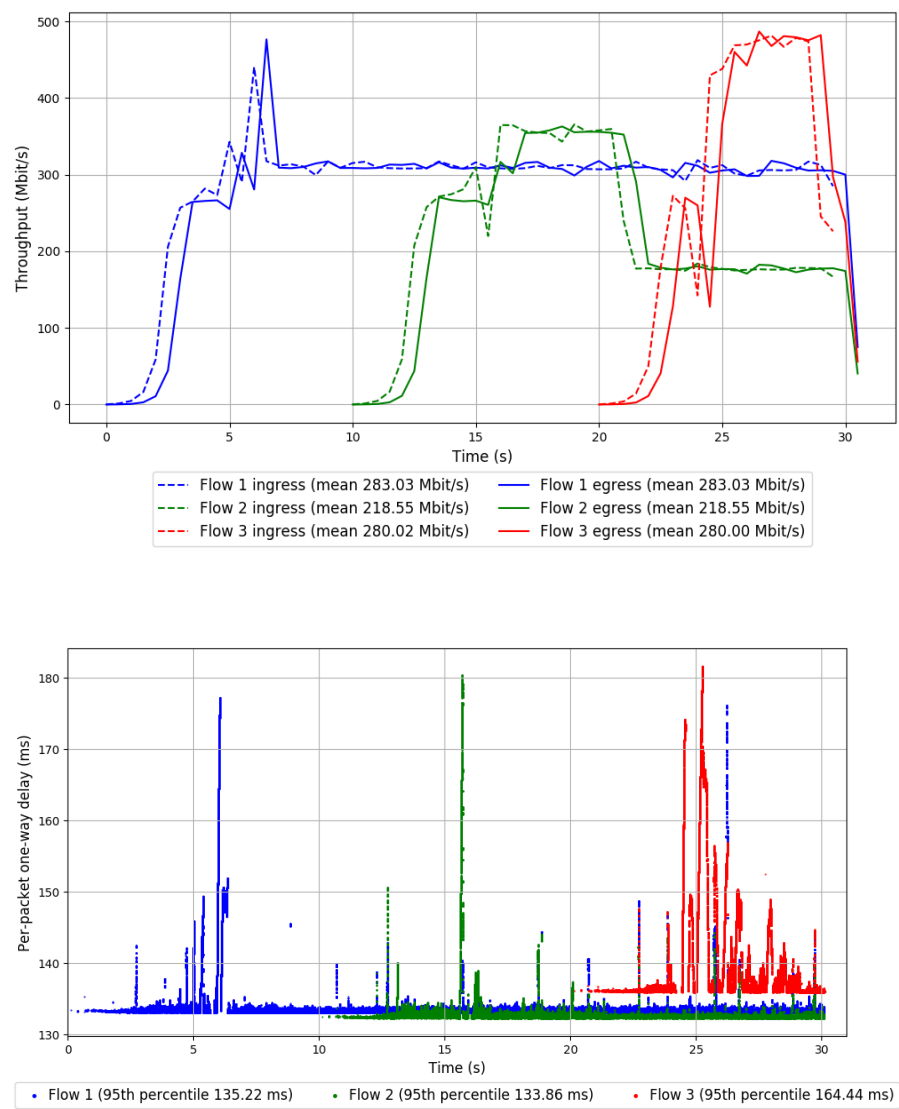 500
400
300
200
100
0
Throughput (Mbit/s)
0 5 10 15 20 25 30
Time (s)
Flow 1 ingress (mean 283.03 Mbit/s) Flow 1 egress (mean 283.03 Mbit/s)
Flow 2 ingress (mean 218.55 Mbit/s) Flow 2 egress (mean 218.55 Mbit/s)
Flow 3 ingress (mean 280.02 Mbit/s) Flow 3 egress (mean 280.00 Mbit/s)
180
170
160
150
140
130
Per-packet one-way delay (ms)
0 5 10 15 20 25 30
Time (s)
Flow 1 (95th percentile 135.22 ms) Flow 2 (95th percentile 133.86 ms) Flow 3 (95th percentile 164.44 ms)